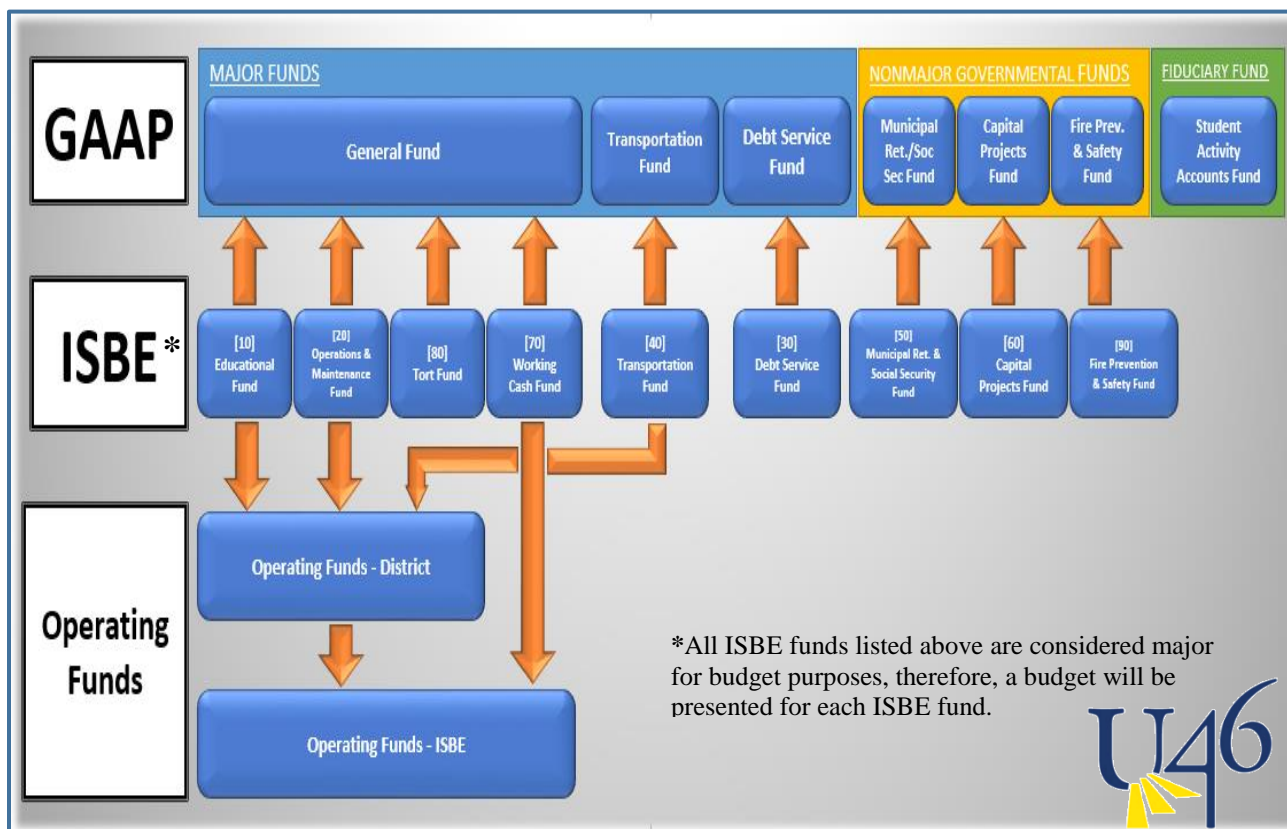 GAAP
MAJOR FUNDS
General Fund
Transportation
Fund
Debt Service
Fund
NONMAJOR GOVERNMENTAL FUNDS
Municipal
Ret./Soc
Sec Fund
Capital
Projects
Fund
Fire Prev.
& Safety
Fund
FIDUCIARY FUND
Student
Activity
Accounts Fund
ISBE*
[10]
Educational
Fund
[20]
Operations &
Maintenance
Fund
[80]
Tort Fund
[70]
Working
Cash Fund
[40]
Transportation
Fund
[30]
Debt Service
Fund
[50]
Municipal Ret. &
Social Security
Fund
[60]
Capital
Projects Fund
[90]
Fire Prevention
& Safety Fund
Operating
Funds
Operating Funds - District
Operating Funds - ISBE
*All ISBE funds listed above are considered major
for budget purposes, therefore, a budget will be
presented for each ISBE fund.
U46